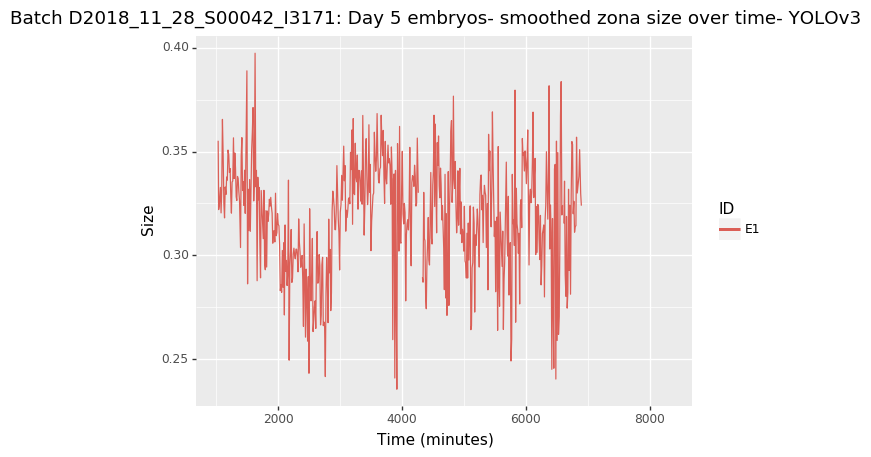 Batch D2018_11_28_S00042_I3171: Day 5 embryos- smoothed zona size over time- YOLOv3
0.40
0.35
0.30
0.25
Size
2000 4000 6000 8000
Time (minutes)
ID
E1